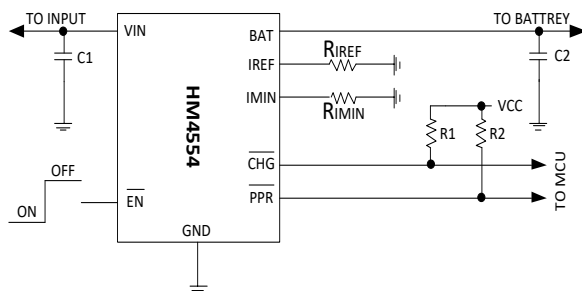 TO INPUT
TO BATTREY
VIN
BAT
C1
C2
IREF
RIREF
IMIN
RIMIN
VCC
HM4554
R1
R2
CHG
OFF
ON
EN
PPR
TO MCU
GND